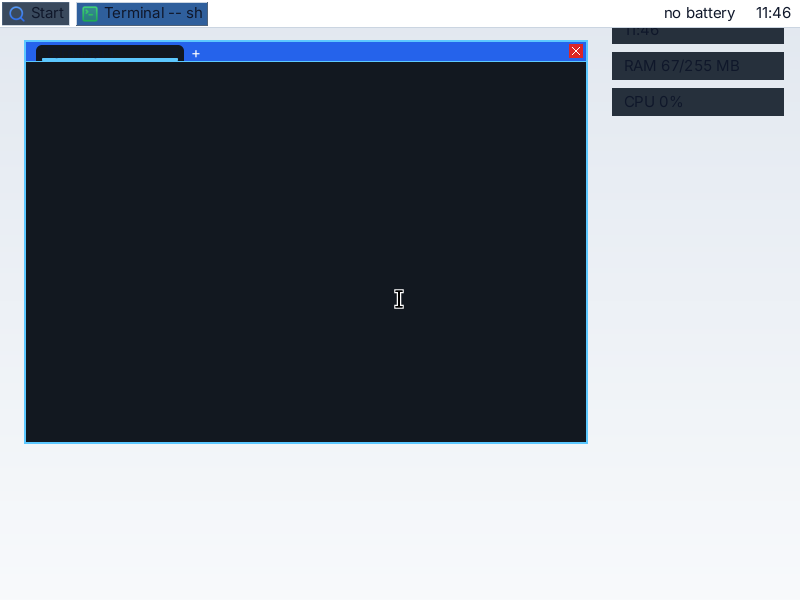 Start
Terminal -- sh
no battery
11:46
+
11:46
RAM 67/255 MB
CPU 0%